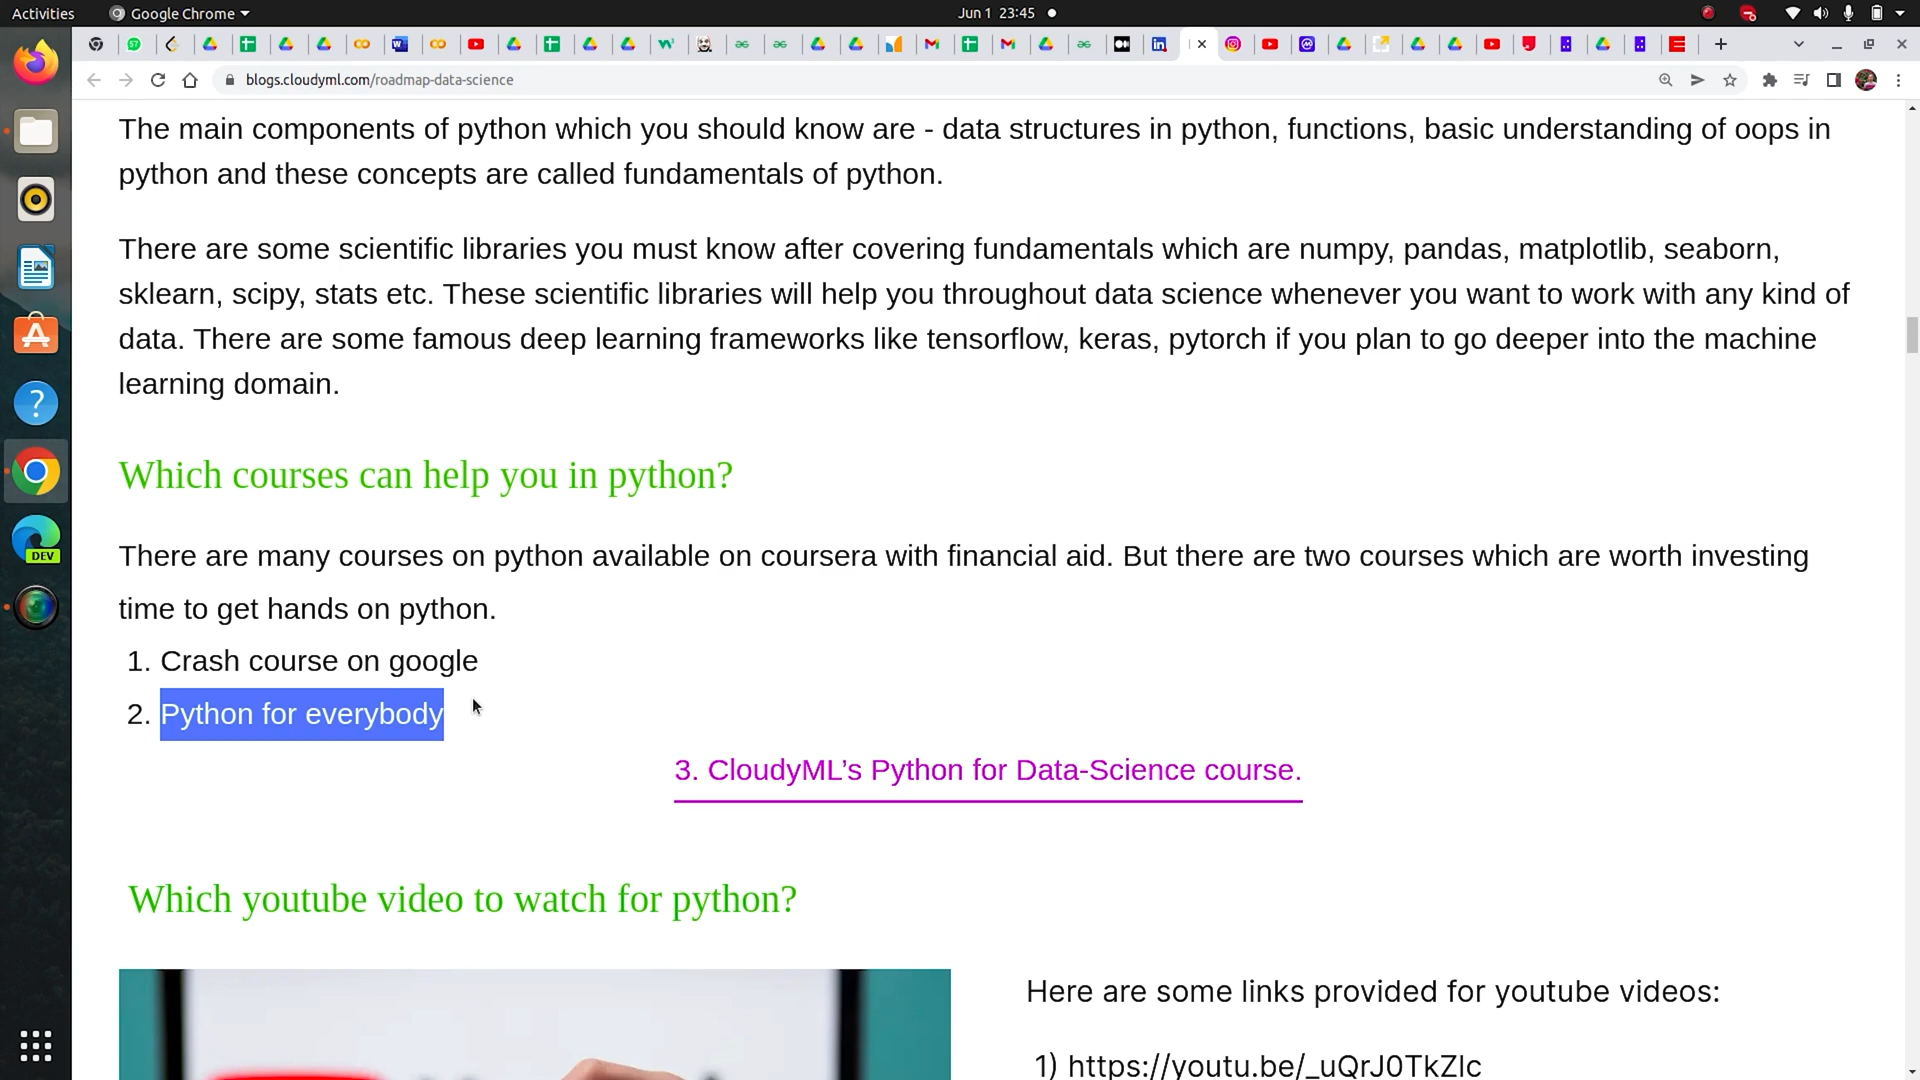 Activities
Google Chrome
Jun 1 23:45
blogs.cloudyml.com/roadmap-data-science
The main components of python which you should know are - data structures in python, functions, basic understanding of oops in
python and these concepts are called fundamentals of python.
There are some scientific libraries you must know after covering fundamentals which are numpy, pandas, matplotlib, seaborn,
sklearn, scipy, stats etc. These scientific libraries will help you throughout data science whenever you want to work with any kind of
data. There are some famous deep learning frameworks like tensorflow, keras, pytorch if you plan to go deeper into the machine
learning domain.
Which courses can help you in python?
There are many courses on python available on coursera with financial aid. But there are two courses which are worth investing
time to get hands on python.
1. Crash course on google
2. Python for everybody
3. CloudyML’s Python for Data-Science course.
Which youtube video to watch for python?
Here are some links provided for youtube videos:
1) https://youtu.be/_uQrJ0TkZlc
DEV